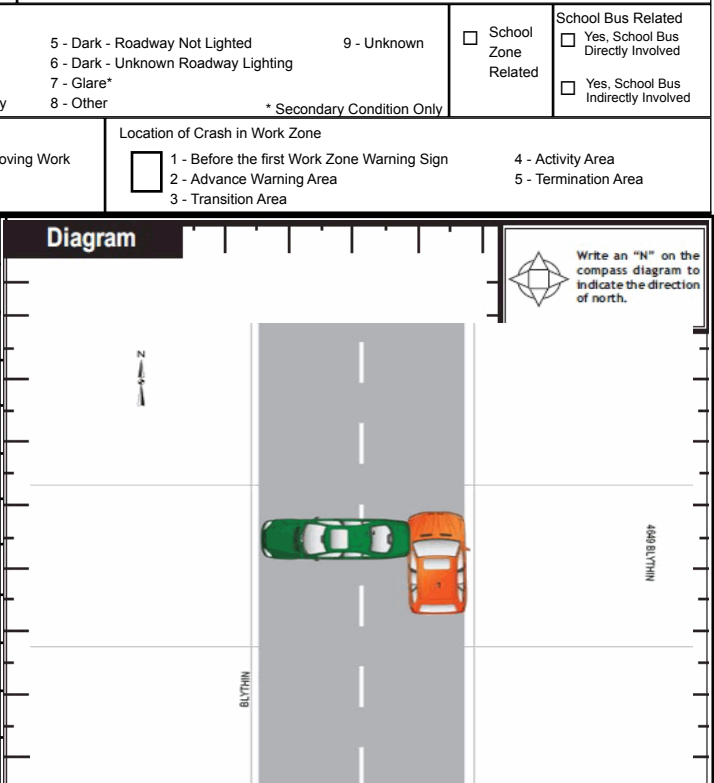 School Bus Related
School
Zone
Related
Yes, School Bus
Directly Involved
5 - Dark - Roadway Not Lighted
9 - Unknown
6 - Dark - Unknown Roadway Lighting
7 - Glare*
Yes, School Bus
Indirectly Involved
y
8 - Other
* Secondary Condition Only
Location of Crash in Work Zone
oving Work
1 - Before the first Work Zone Warning Sign
4 - Activity Area
2 - Advance Warning Area
5 - Termination Area
3 - Transition Area
Diagram
Write an “N” on the
compass diagram to
indicate the direction
of north.
N
4649 BLYTHIN
1
BLYTHIN